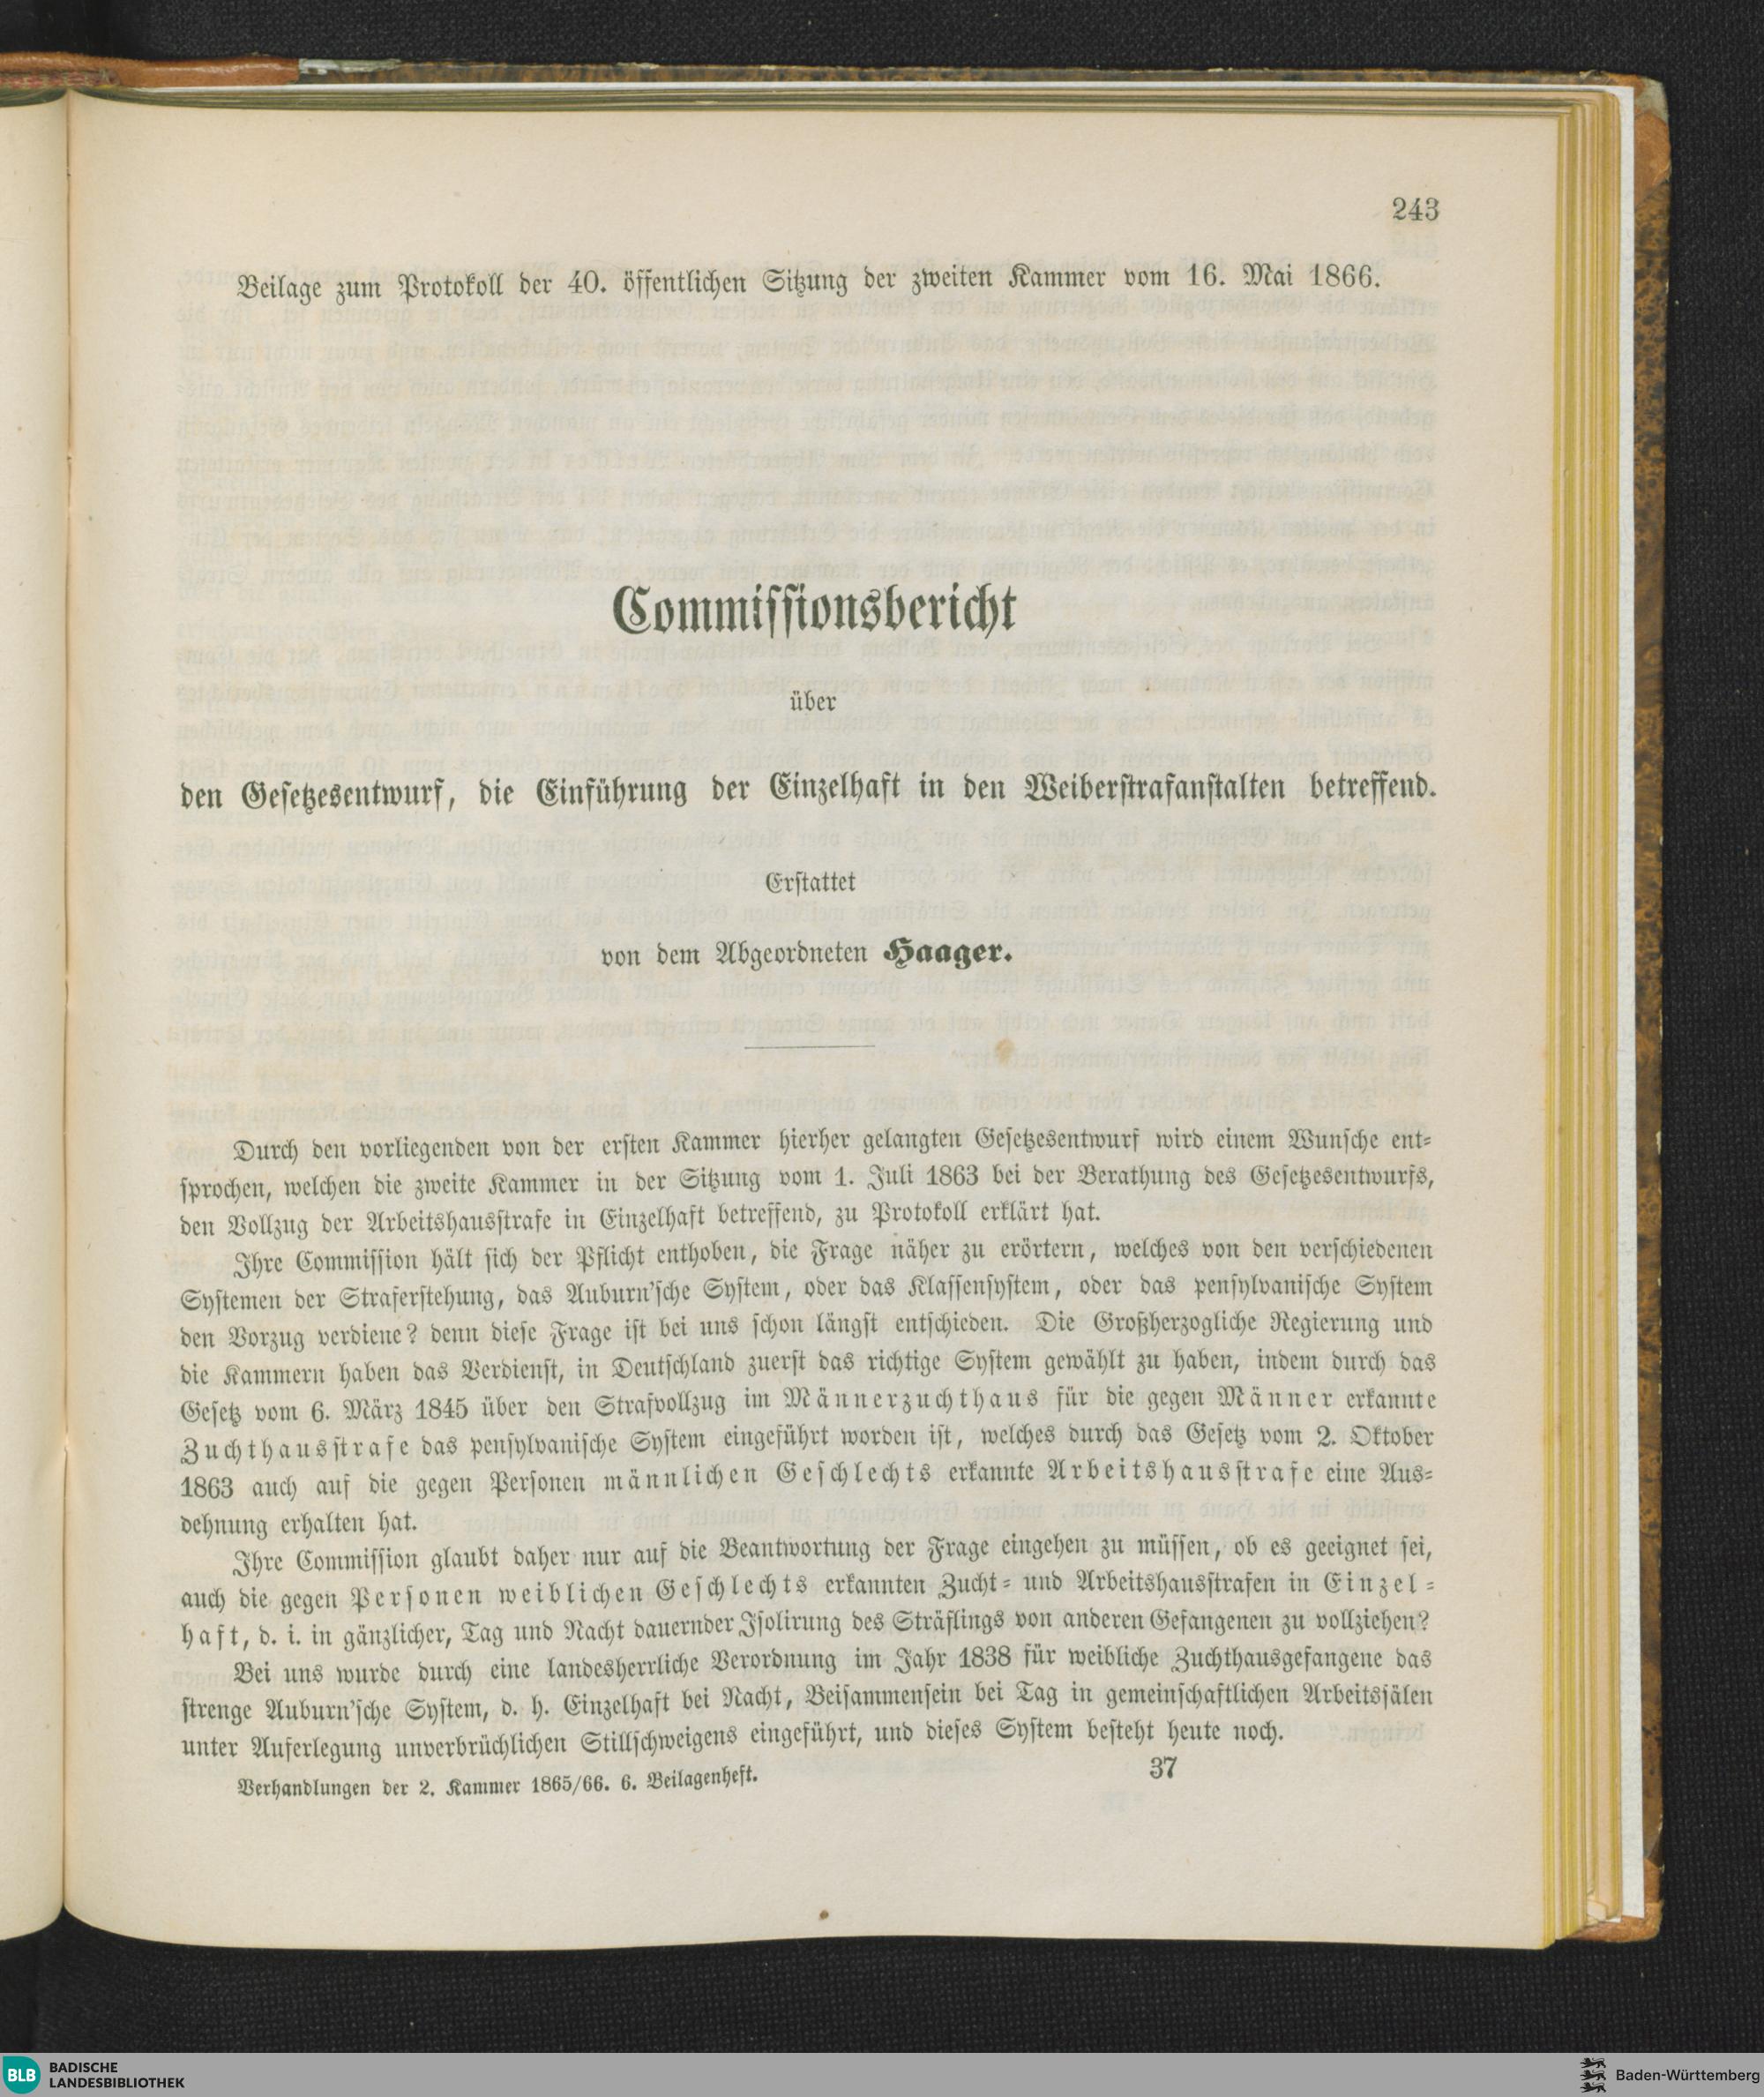 243
Beilage zum Protokoll der 40. öffentlichen Sitzung der zweiten Kammer vom 16. Mai 1866.
Commissionsbericht
über
den Gesetzesentwurf, die Einführung der Einzelhaft in den Weiberstrafanstalten betreffend.
Erstattet
von dem Abgeordneten Haager.
Durch den vorliegenden von der ersten Kammer hierher gelangten Gesetzesentwurf wird einem Wunsche ent-
sprochen, welchen die zweite Kammer in der Sitzung vom 1. Juli 1863 bei der Berathung des Gesetzesentwurfs,
den Vollzug der Arbeitshausstrafe in Einzelhaft betreffend, zu Protokoll erklärt hat.
Ihre Commission hält sich der Pflicht enthoben, die Frage näher zu erörtern, welches von den verschiedenen
Systemen der Straferstehung, das Auburn'sche System, oder das Klassensystem, oder das pensylvanische System
den Vorzug verdiene? denn diese Frage ist bei uns schon längst entschieden. Die Großherzogliche Regierung und
die Kammern haben das Verdienst, in Deutschland zuerst das richtige System gewählt zu haben, indem durch das
Gesetz vom 6. März 1845 über den Strafvollzug im Männerzuchthaus für die gegen Männer erkannte
Zuchthausstrafe das pensylvanische System eingeführt worden ist, welches durch das Gesetz vom 2. Oktober
1863 auch auf die gegen Personen männlichen Geschlechts erkannte Arbeitshausstrafe eine Aus-
dehnung erhalten hat.
Ihre Commission glaubt daher nur auf die Beantwortung der Frage eingehen zu müssen, ob es geeignet sei,
auch die gegen Personen weiblichen Geschlechts erkannten Zucht- und Arbeitshausstrafen in Einzel-
haft, d. i. in gänzlicher, Tag und Nacht dauernder Isolirung des Sträflings von anderen Gefangenen zu vollziehen?
Bei uns wurde durch eine landesherrliche Verordnung im Jahr 1838 für weibliche Zuchthausgefangene das
strenge Auburn'sche System, d. h. Einzelhaft bei Nacht, Beisammensein bei Tag in gemeinschaftlichen Arbeitssälen
unter Auferlegung unverbrüchlichen Stillschweigens eingeführt, und dieses System besteht heute noch.
Verhandlungen der 2. Kammer 1865/66. 6. Beilagenheft.
37
BLB
BADISCHE
LANDESBIBLIOTHEK
Baden-Württemberg